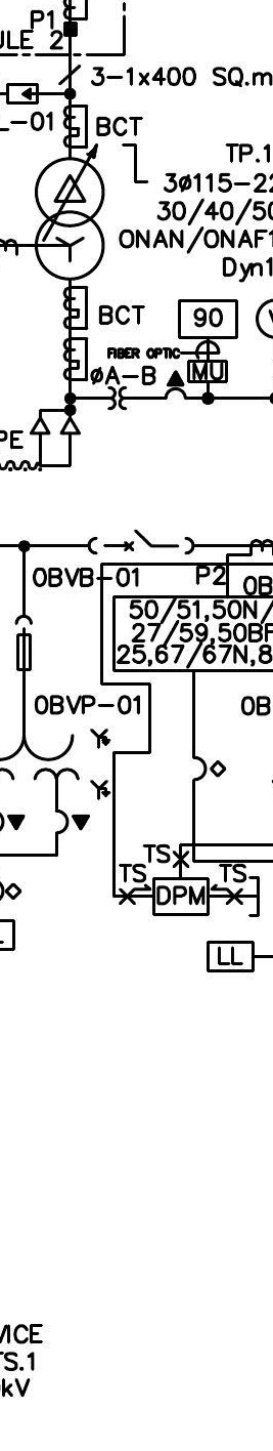 P1
2
3-1x400 SQ.m
L-01
BCT
TP.1
3ø115-22
30/40/50
ONAN/ONAF1
Dyn1
BCT
90
FIBER OPTIC
øA-B
MU
PE
0BVB-01
P2
0B
50/51,50N/
27/59,50BF
25,67/67N,8
0BVP-01
0B
TS
TS
TS
DPM
LL
TS.1
kV